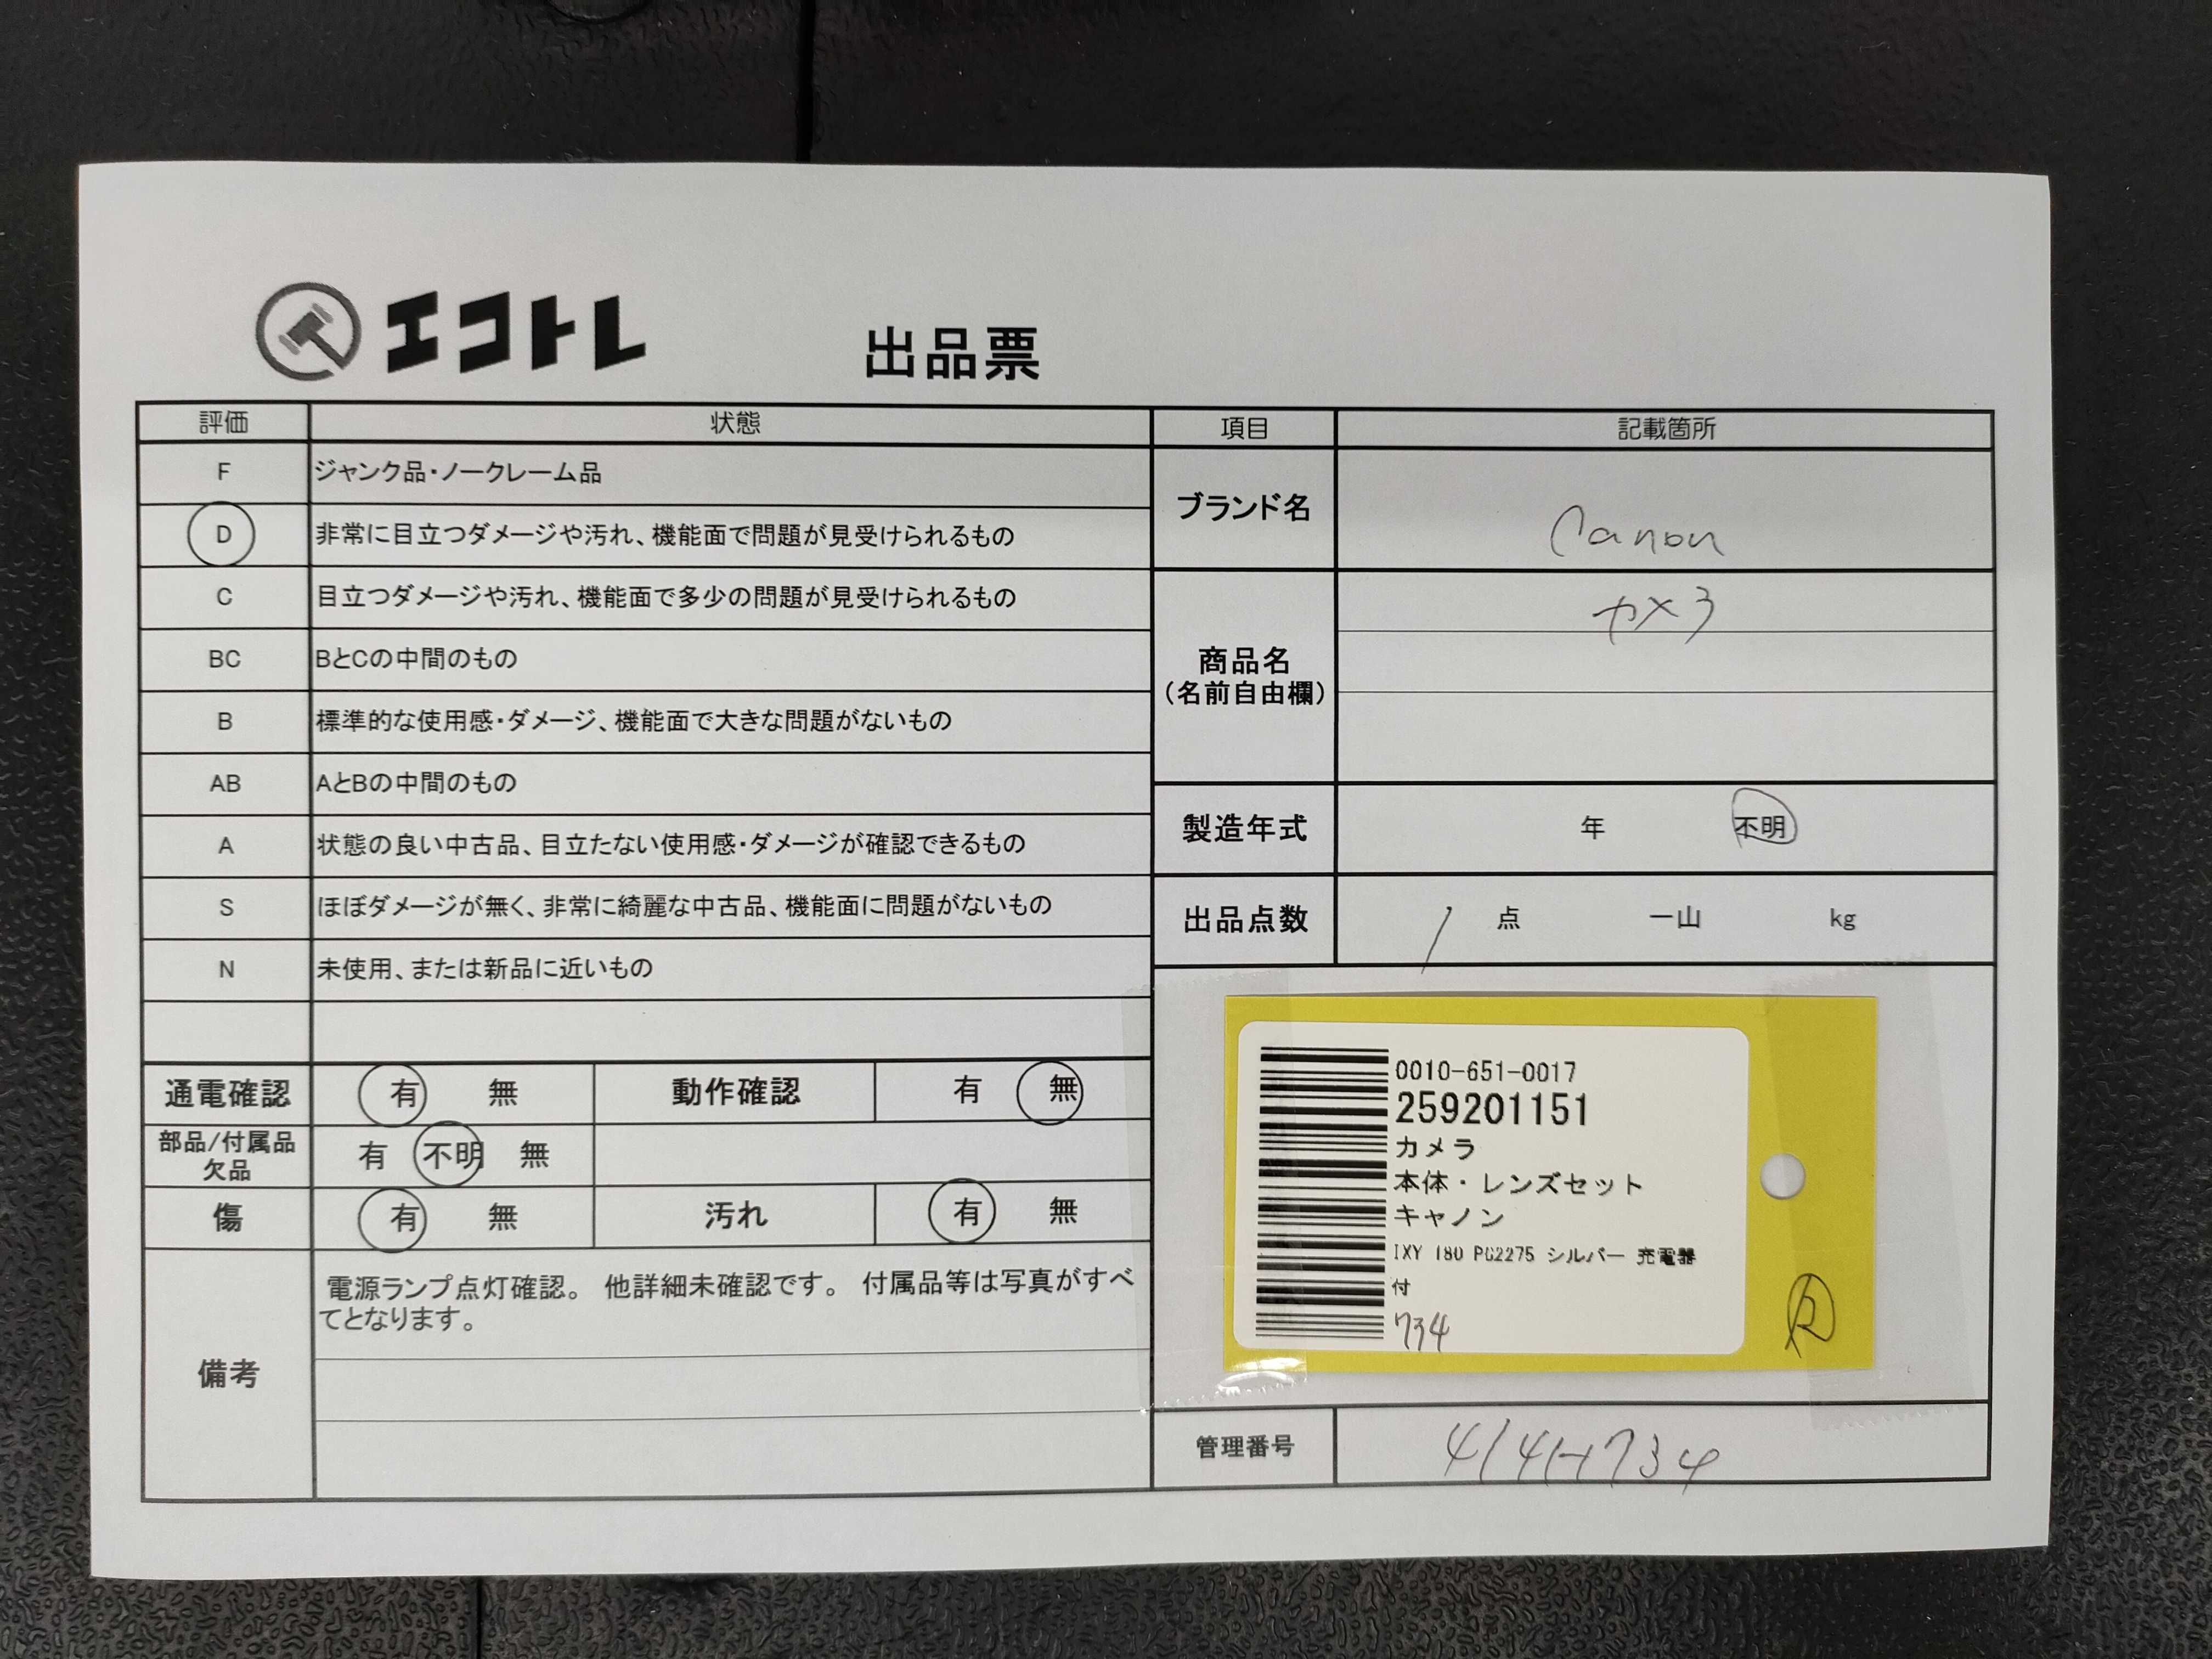 エコトレ
出品票
評価 状態
F ジャンク品・ノークレーム品
D 非常に目立つダメージや汚れ、機能面で問題が見受けられるもの
C 目立つダメージや汚れ、機能面で多少の問題が見受けられるもの
BC BとCの中間のもの
B 標準的な使用感・ダメージ、機能面で大きな問題がないもの
AB AとBの中間のもの
A 状態の良い中古品、目立たない使用感・ダメージが確認できるもの
S ほぼダメージが無く、非常に綺麗な中古品、機能面に問題がないもの
N 未使用、または新品に近いもの
通電確認 有 無 動作確認 有 無
部品/付属品
欠品 有 不明 無
傷 有 無 汚れ 有 無
備考
電源ランプ点灯確認。 他詳細未確認です。 付属品等は写真がすべ
てとなります。
項目 記載箇所
ブランド名 Canon
商品名
(名前自由欄)
カメラ
製造年式 年 不明
出品点数 1 点 一山 kg
0010-651-0017
259201151
カメラ
本体・レンズセット
キャノン
IXY 180 PC2275 シルバー 充電器
付
734
管理番号